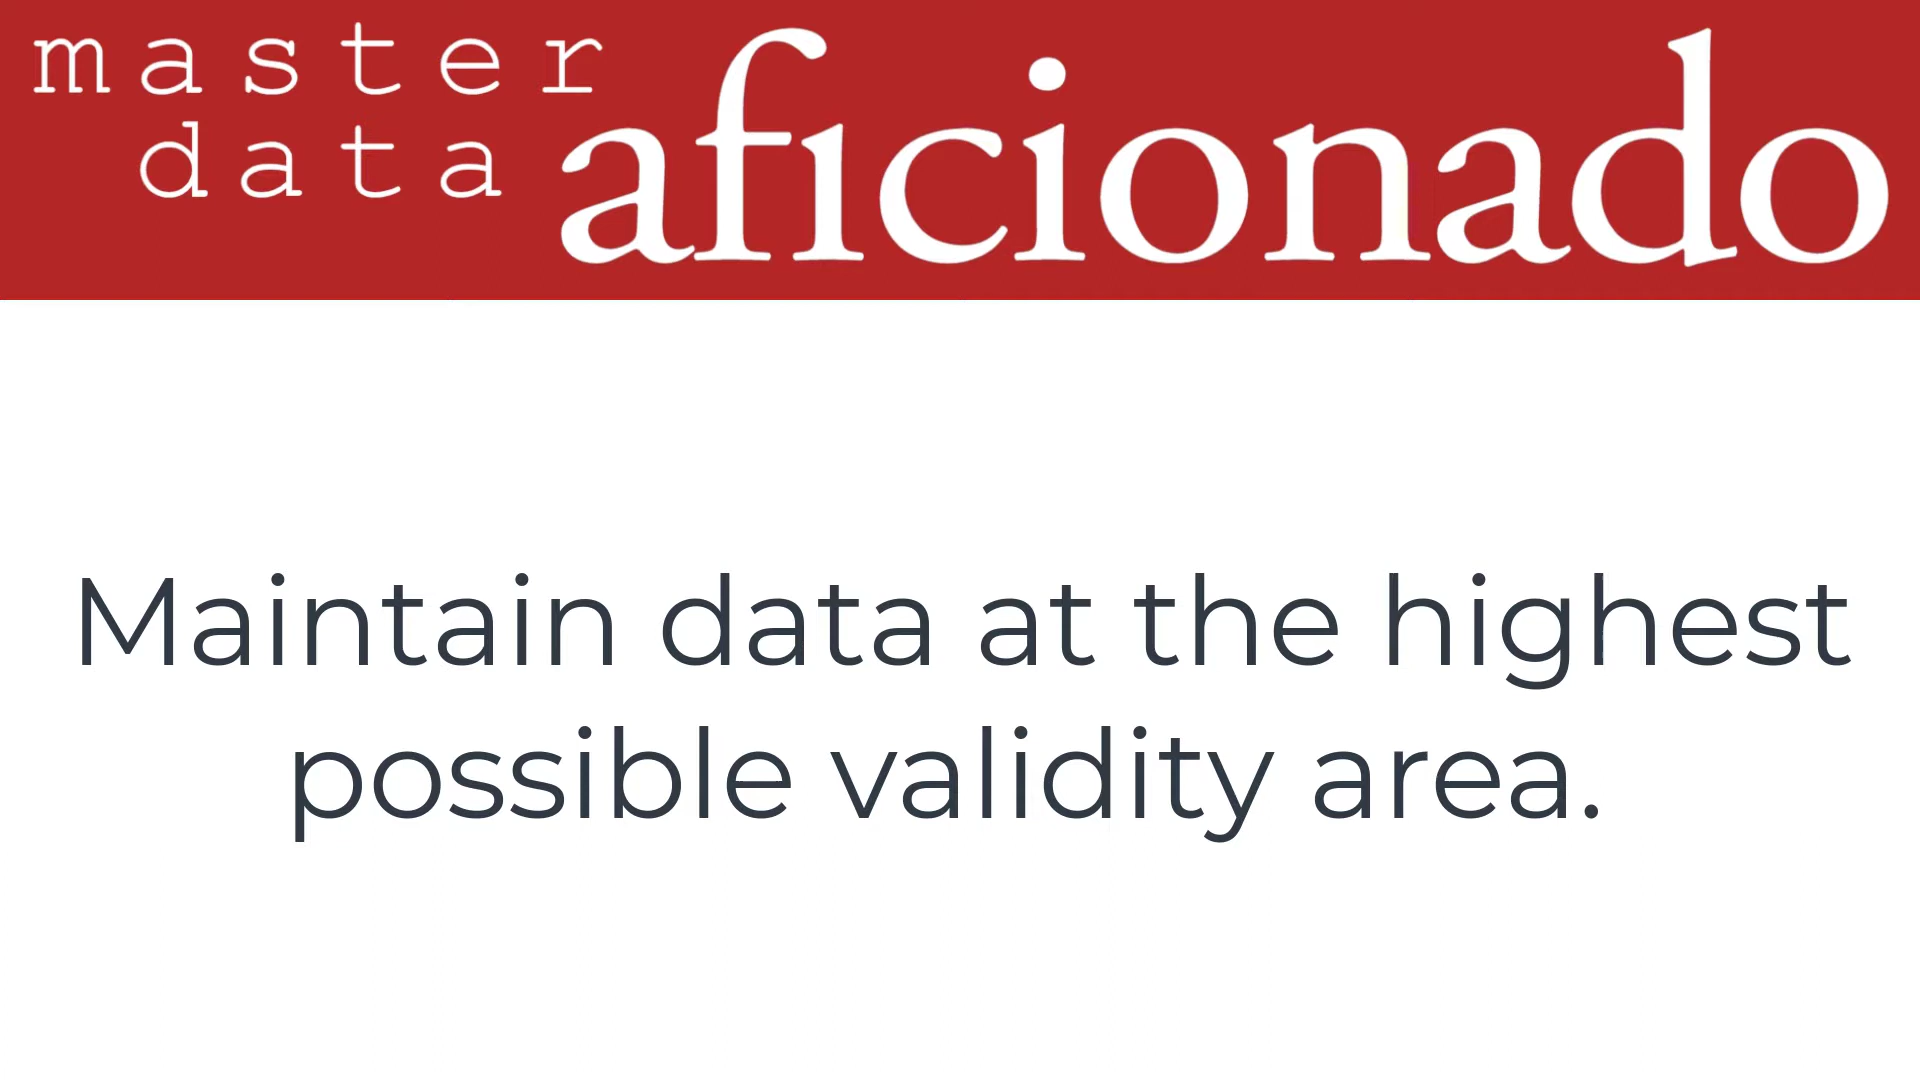 master
data aficionado
Maintain data at the highest
possible validity area.